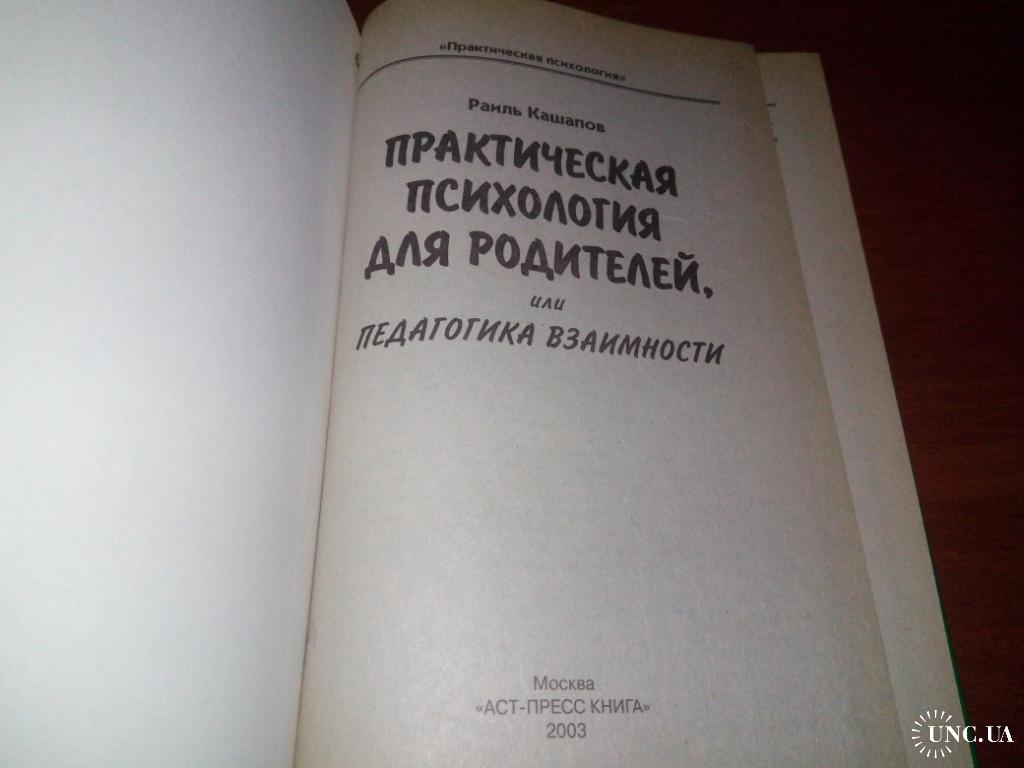 «Практическая психология»
Раиль Кашапов
ПРАКТИЧЕСКАЯ
ПСИХОЛОГИЯ
ДЛЯ РОДИТЕЛЕЙ,
или
ПЕДАГОГИКА ВЗАИМНОСТИ
Москва
«АСТ-ПРЕСС КНИГА»
2003
UNC.UA